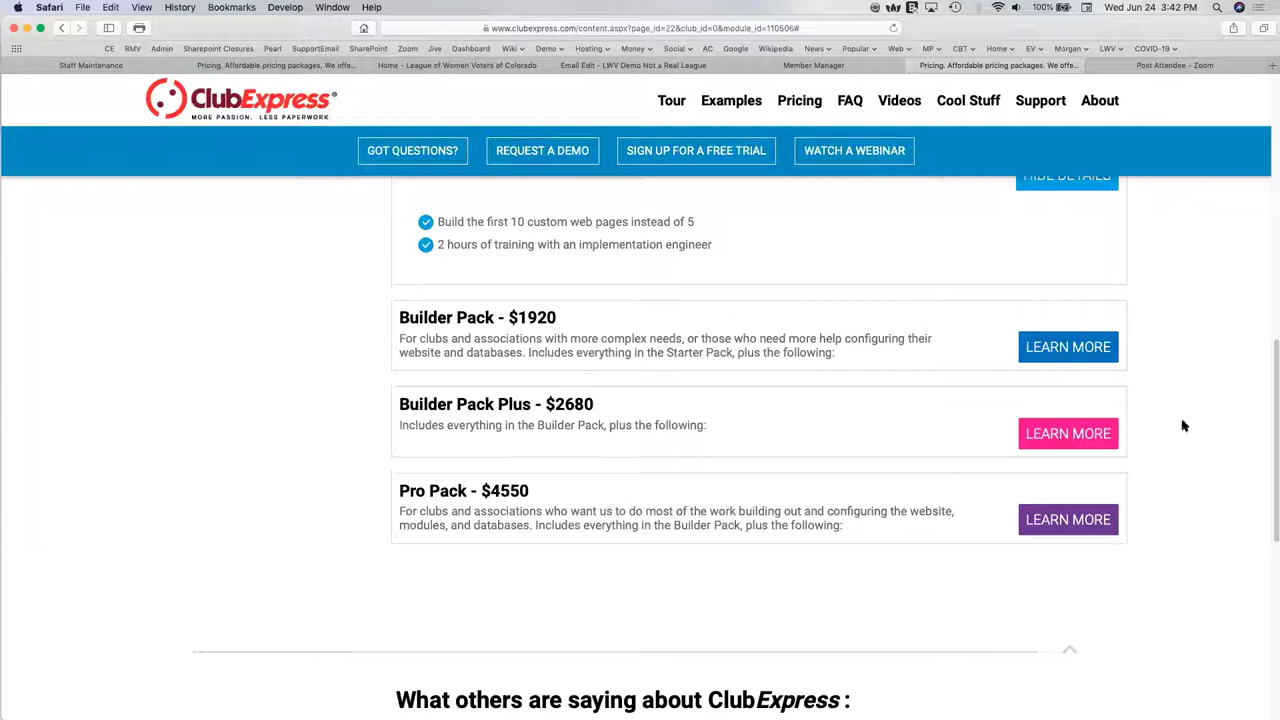 Safari File Edit View History Bookmarks Develop Window Help 100% Wed Jun 24 3:42 PM
www.clubexpress.com/content.aspx?page_id=22&club_id=0&module_id=110506#
CE RMV Admin Sharepoint Closures Pearl SupportEmail SharePoint Zoom Jive Dashboard Wiki Demo Hosting Money Social AC Google Wikipedia News Popular Web MP CBT Home EV Morgan LWV COVID-19
Staff Maintenance Pricing. Affordable pricing packages. We offe... Home - League of Women Voters of Colorado Email Edit - LWV Demo Not a Real League Member Manager Pricing. Affordable pricing packages. We offe... Post Attendee - Zoom
ClubExpress®
MORE PASSION. LESS PAPERWORK
Tour Examples Pricing FAQ Videos Cool Stuff Support About
GOT QUESTIONS? REQUEST A DEMO SIGN UP FOR A FREE TRIAL WATCH A WEBINAR
HIDE DETAILS
Build the first 10 custom web pages instead of 5
2 hours of training with an implementation engineer
Builder Pack - $1920
For clubs and associations with more complex needs, or those who need more help configuring their
website and databases. Includes everything in the Starter Pack, plus the following:
LEARN MORE
Builder Pack Plus - $2680
Includes everything in the Builder Pack, plus the following:
LEARN MORE
Pro Pack - $4550
For clubs and associations who want us to do most of the work building out and configuring the website,
modules, and databases. Includes everything in the Builder Pack, plus the following:
LEARN MORE
What others are saying about ClubExpress :